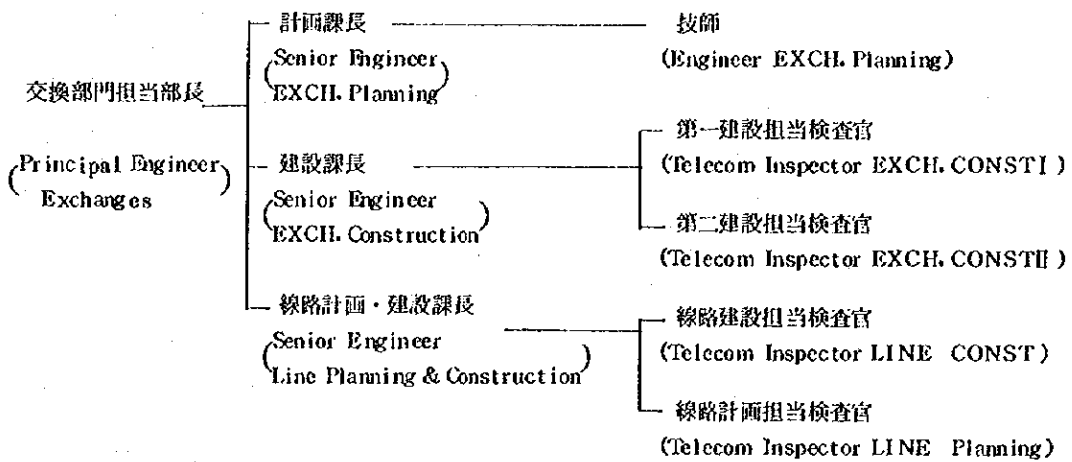 交換部門担当部長
(Principal Engineer
Exchanges)
計画課長
(Senior Engineer
EXCH. Planning)
技師
(Engineer EXCH. Planning)
建設課長
(Senior Engineer
EXCH. Construction)
第一建設担当検査官
(Telecom Inspector EXCH. CONST I)
第二建設担当検査官
(Telecom Inspector EXCH. CONST II)
線路計画・建設課長
(Senior Engineer
Line Planning & Construction)
線路建設担当検査官
(Telecom Inspector LINE CONST)
線路計画担当検査官
(Telecom Inspector LINE Planning)